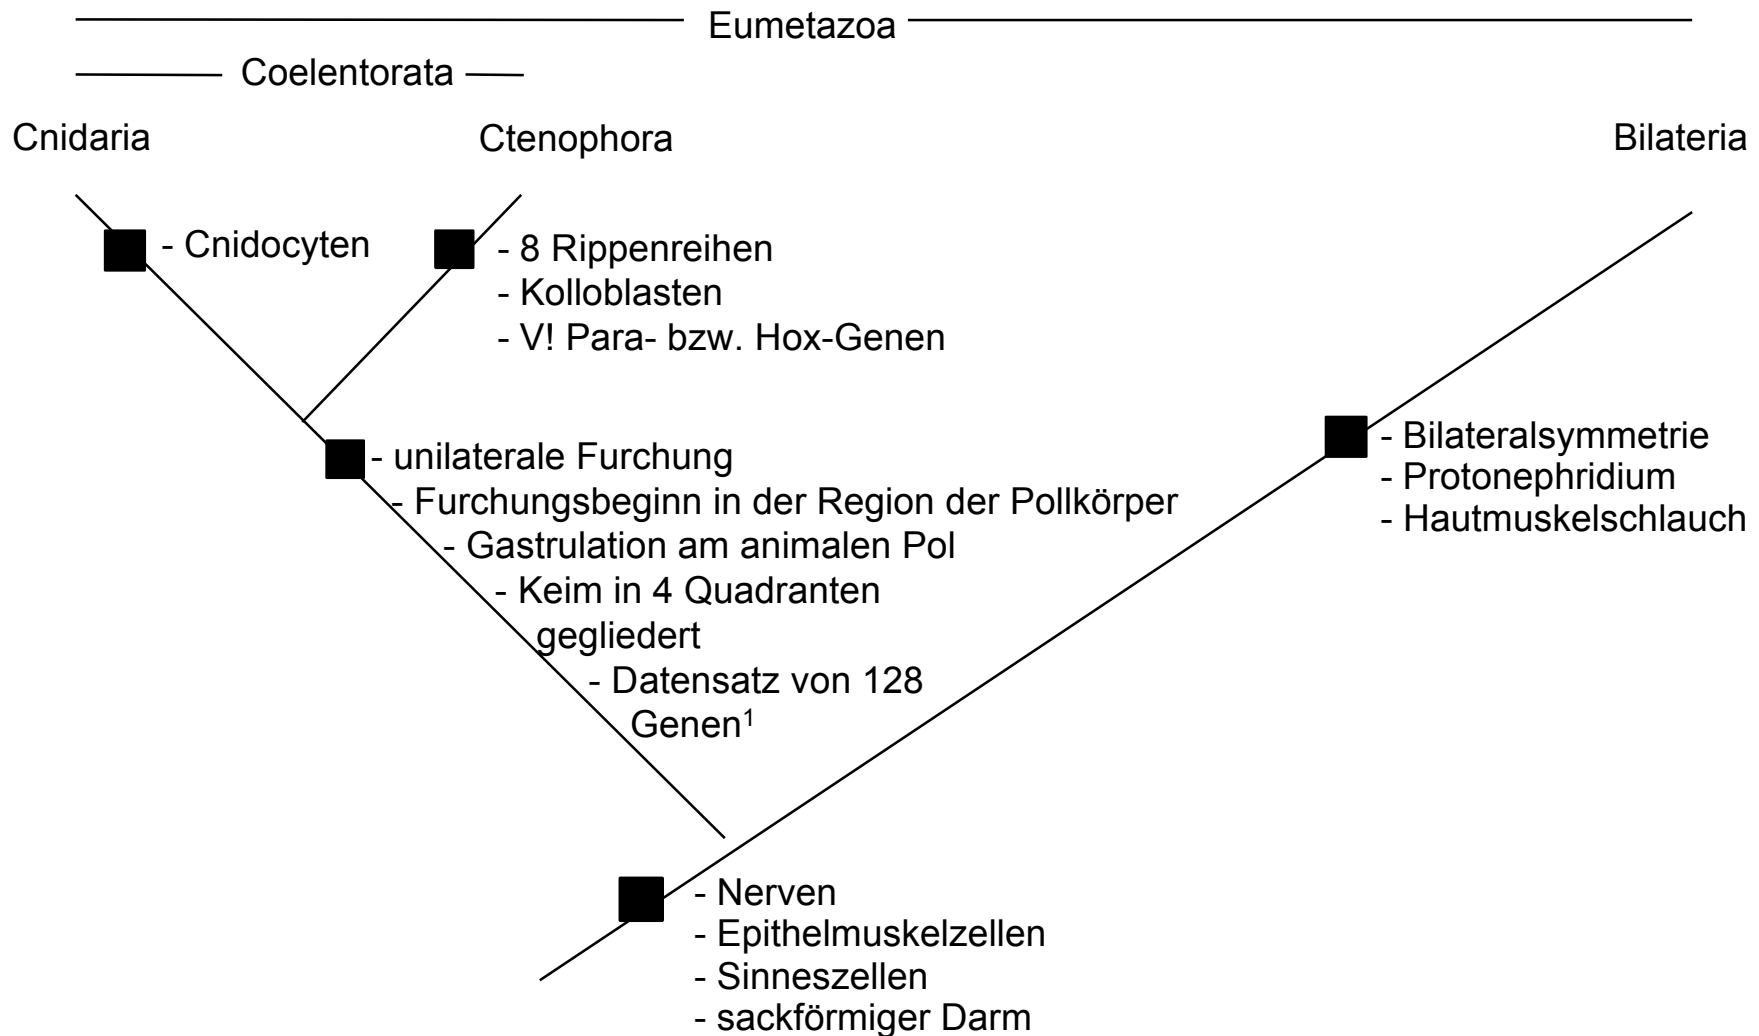 Eumetazoa
Coelentorata
Cnidaria
Ctenophora
Bilateria
- Cnidocyten
- 8 Rippenreihen
- Kolloblasten
- V! Para- bzw. Hox-Genen
- unilaterale Furchung
- Furchungsbeginn in der Region der Pollkörper
- Gastrulation am animalen Pol
- Keim in 4 Quadranten
gegliedert
- Datensatz von 128
Genen¹
- Bilateralsymmetrie
- Protonephridium
- Hautmuskelschlauch
- Nerven
- Epithelmuskelzellen
- Sinneszellen
- sackförmiger Darm